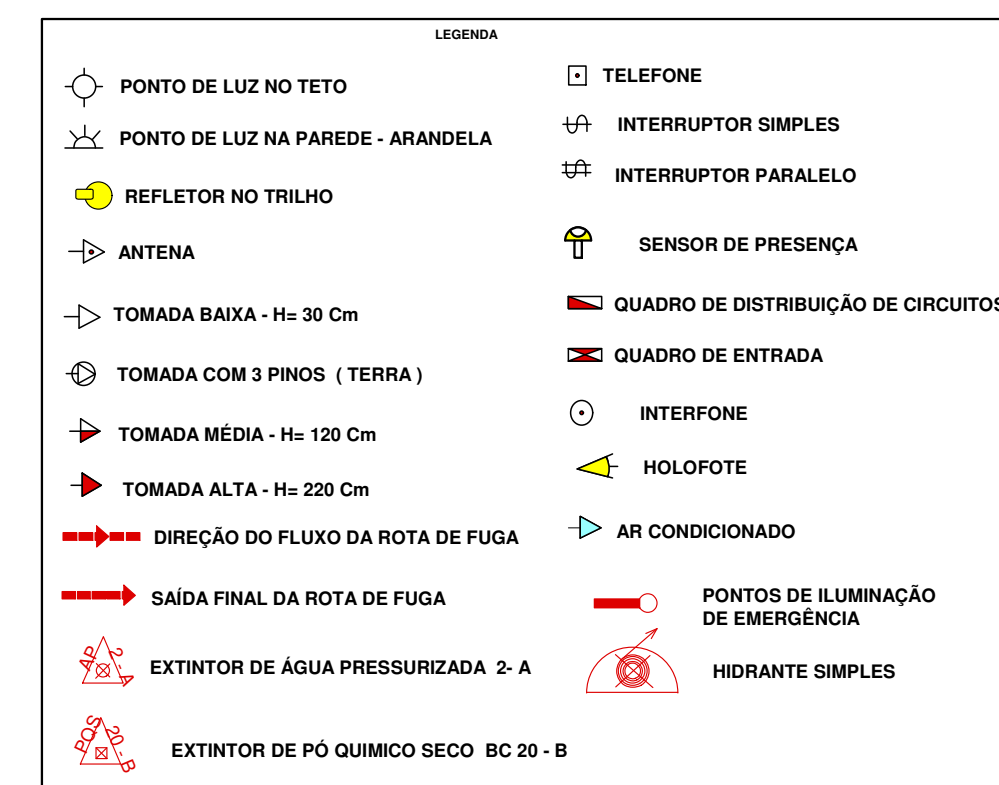 LEGENDA
PONTO DE LUZ NO TETO
PONTO DE LUZ NA PAREDE - ARANDELA
REFLETOR NO TRILHO
ANTENA
TOMADA BAIXA - H= 30 Cm
TOMADA COM 3 PINOS ( TERRA )
TOMADA MÉDIA - H= 120 Cm
TOMADA ALTA - H= 220 Cm
DIREÇÃO DO FLUXO DA ROTA DE FUGA
SAÍDA FINAL DA ROTA DE FUGA
AP 2 - A
EXTINTOR DE ÁGUA PRESSURIZADA 2- A
PQS 20 - B
EXTINTOR DE PÓ QUIMICO SECO BC 20 - B
TELEFONE
INTERRUPTOR SIMPLES
INTERRUPTOR PARALELO
SENSOR DE PRESENÇA
QUADRO DE DISTRIBUIÇÃO DE CIRCUITOS
QUADRO DE ENTRADA
INTERFONE
HOLOFOTE
AR CONDICIONADO
PONTOS DE ILUMINAÇÃO
DE EMERGÊNCIA
HIDRANTE SIMPLES